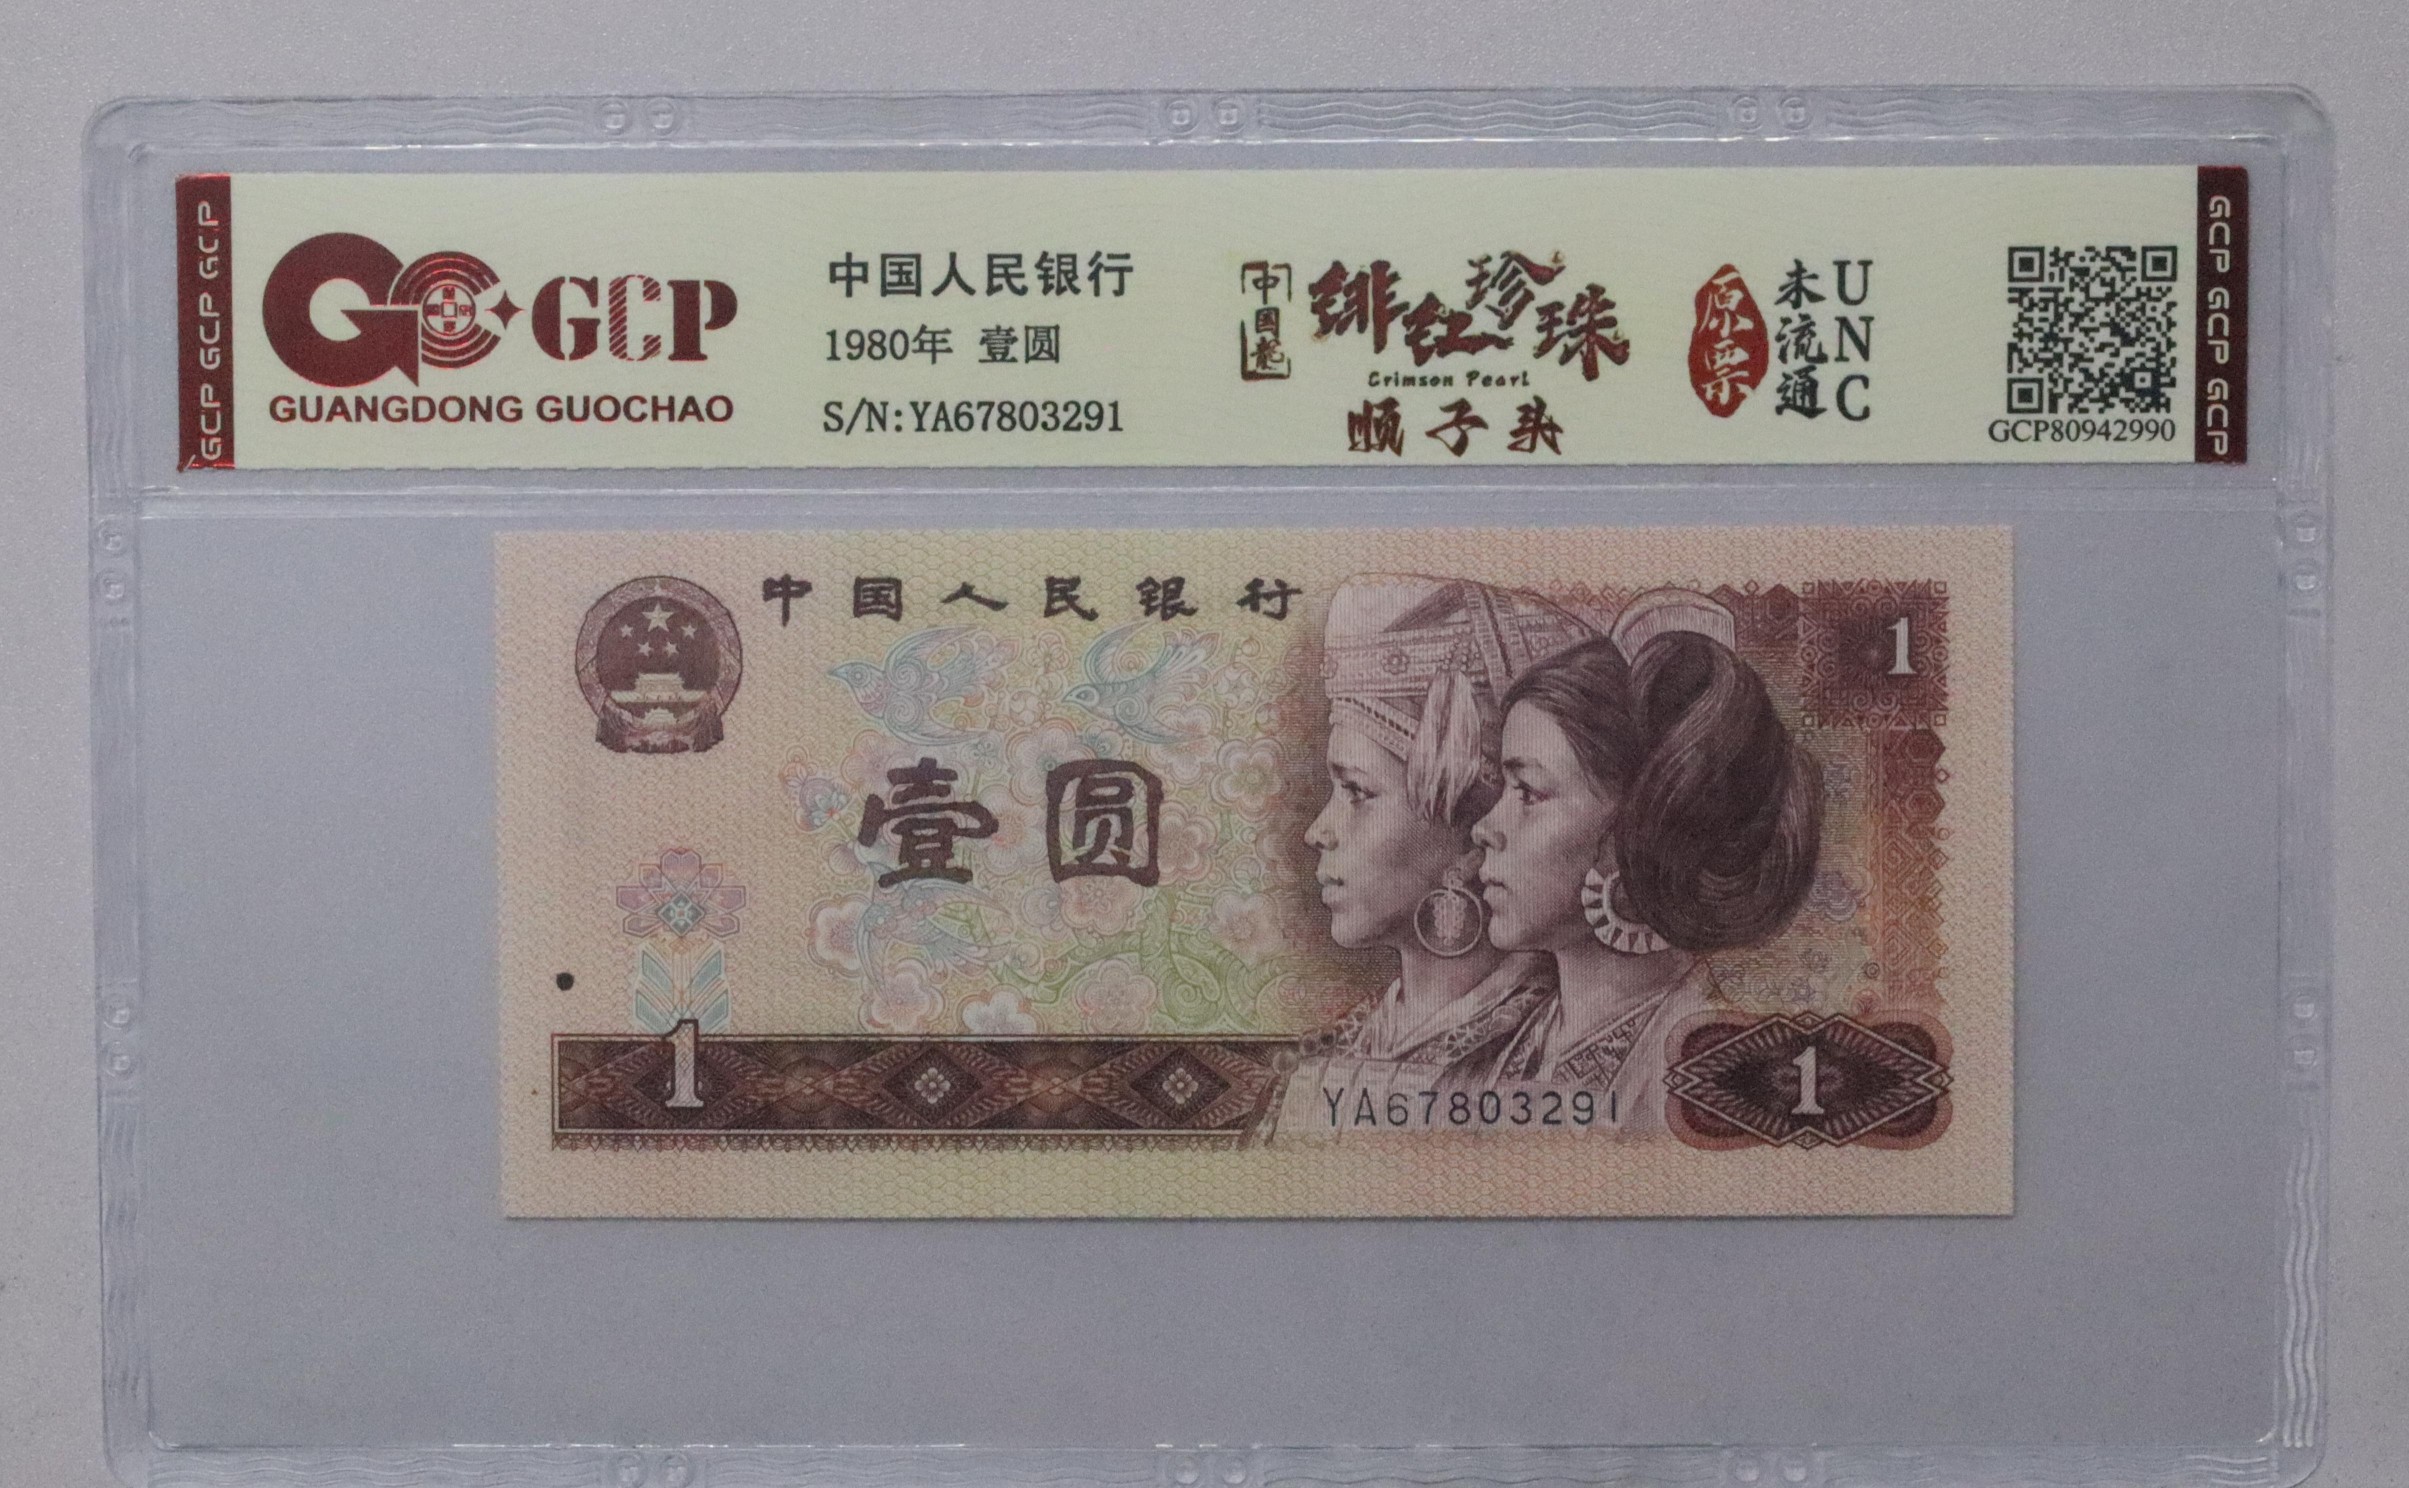 GCP GCP GCP
GCP
GUANGDONG GUOCHAO
中国人民银行
1980年 壹圆
S/N:YA67803291
中国龙
绯红珍珠
Crimson Pearl
顺子头
原票
未流通
UNC
GCP80942990
GCP GCP GCP
中国人民银行
1
壹圆
1
YA67803291
1